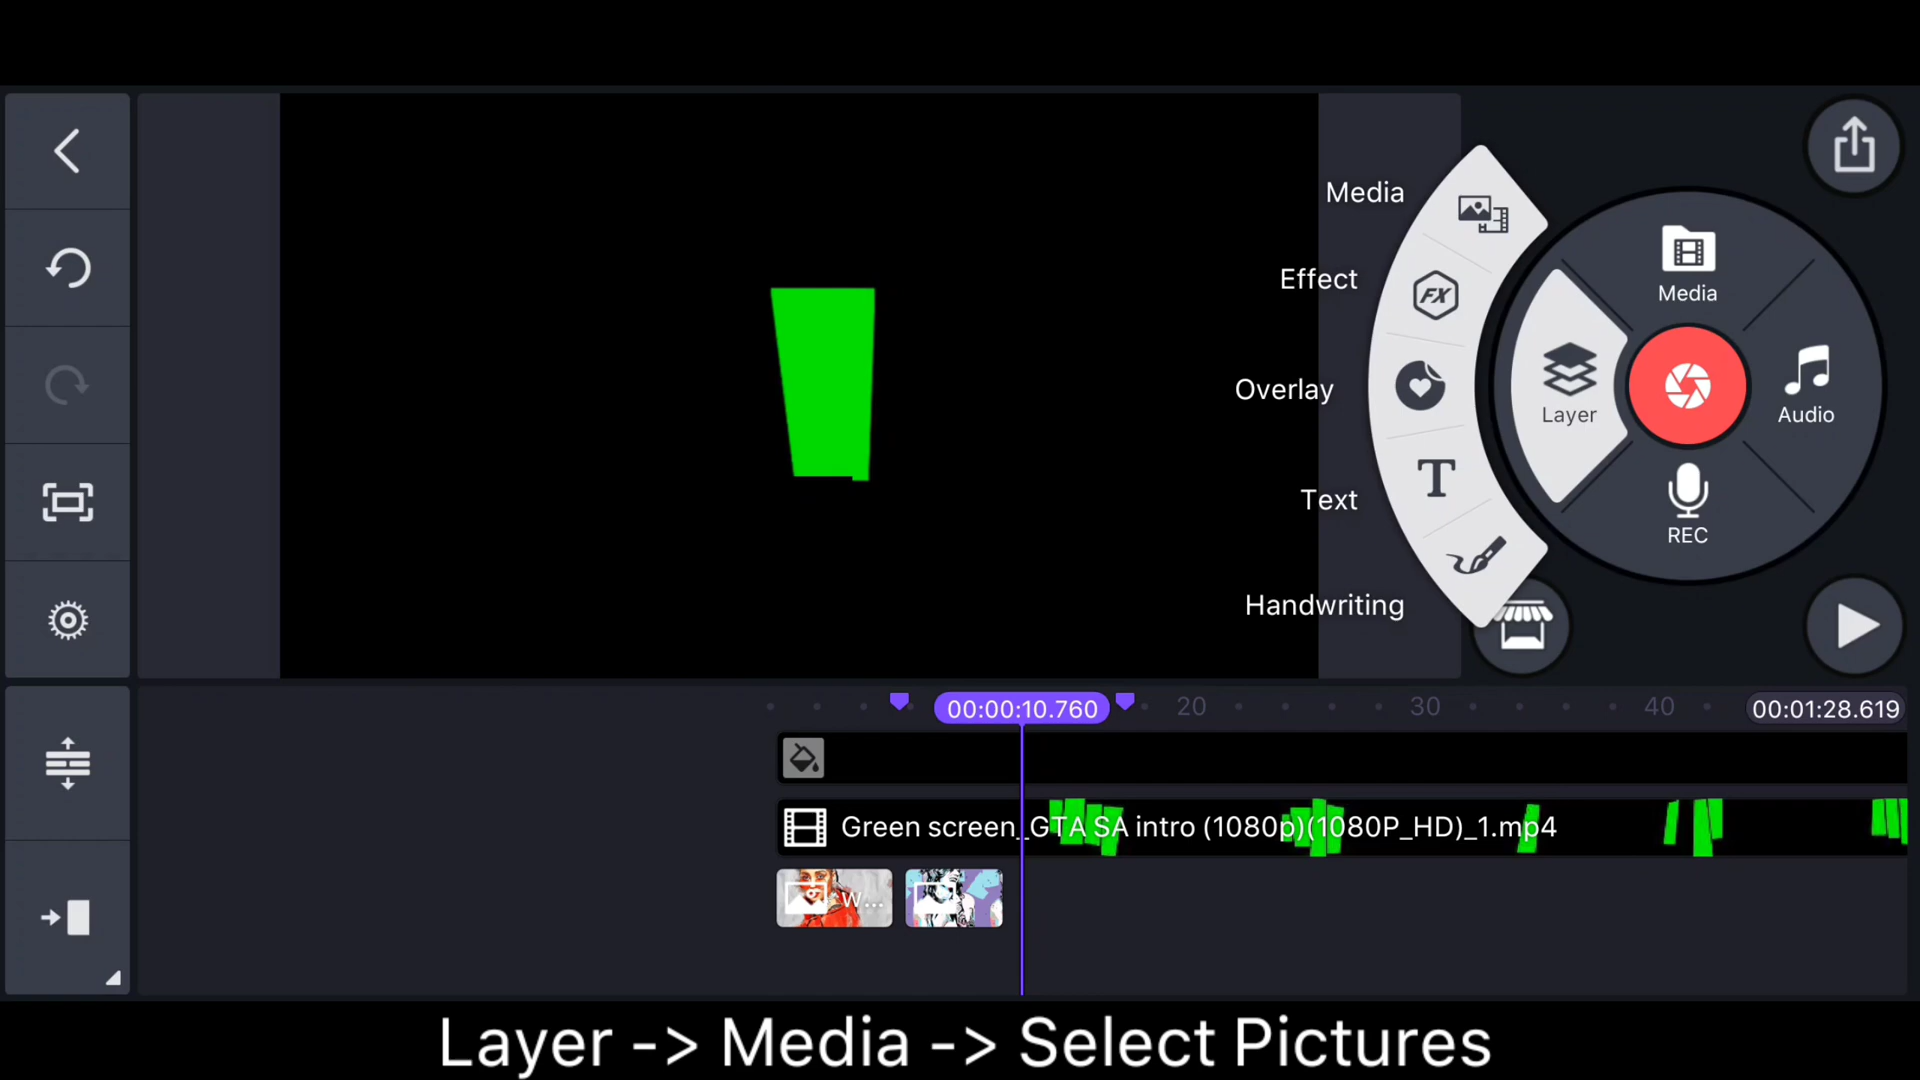 Media
Effect
Overlay
Text
Handwriting
Media
Layer
Audio
REC
FX
T
00:00:10.760
20
30
40
00:01:28.619
Green screen_GTA SA intro (1080p)(1080P_HD)_1.mp4
W...
Layer -> Media -> Select Pictures